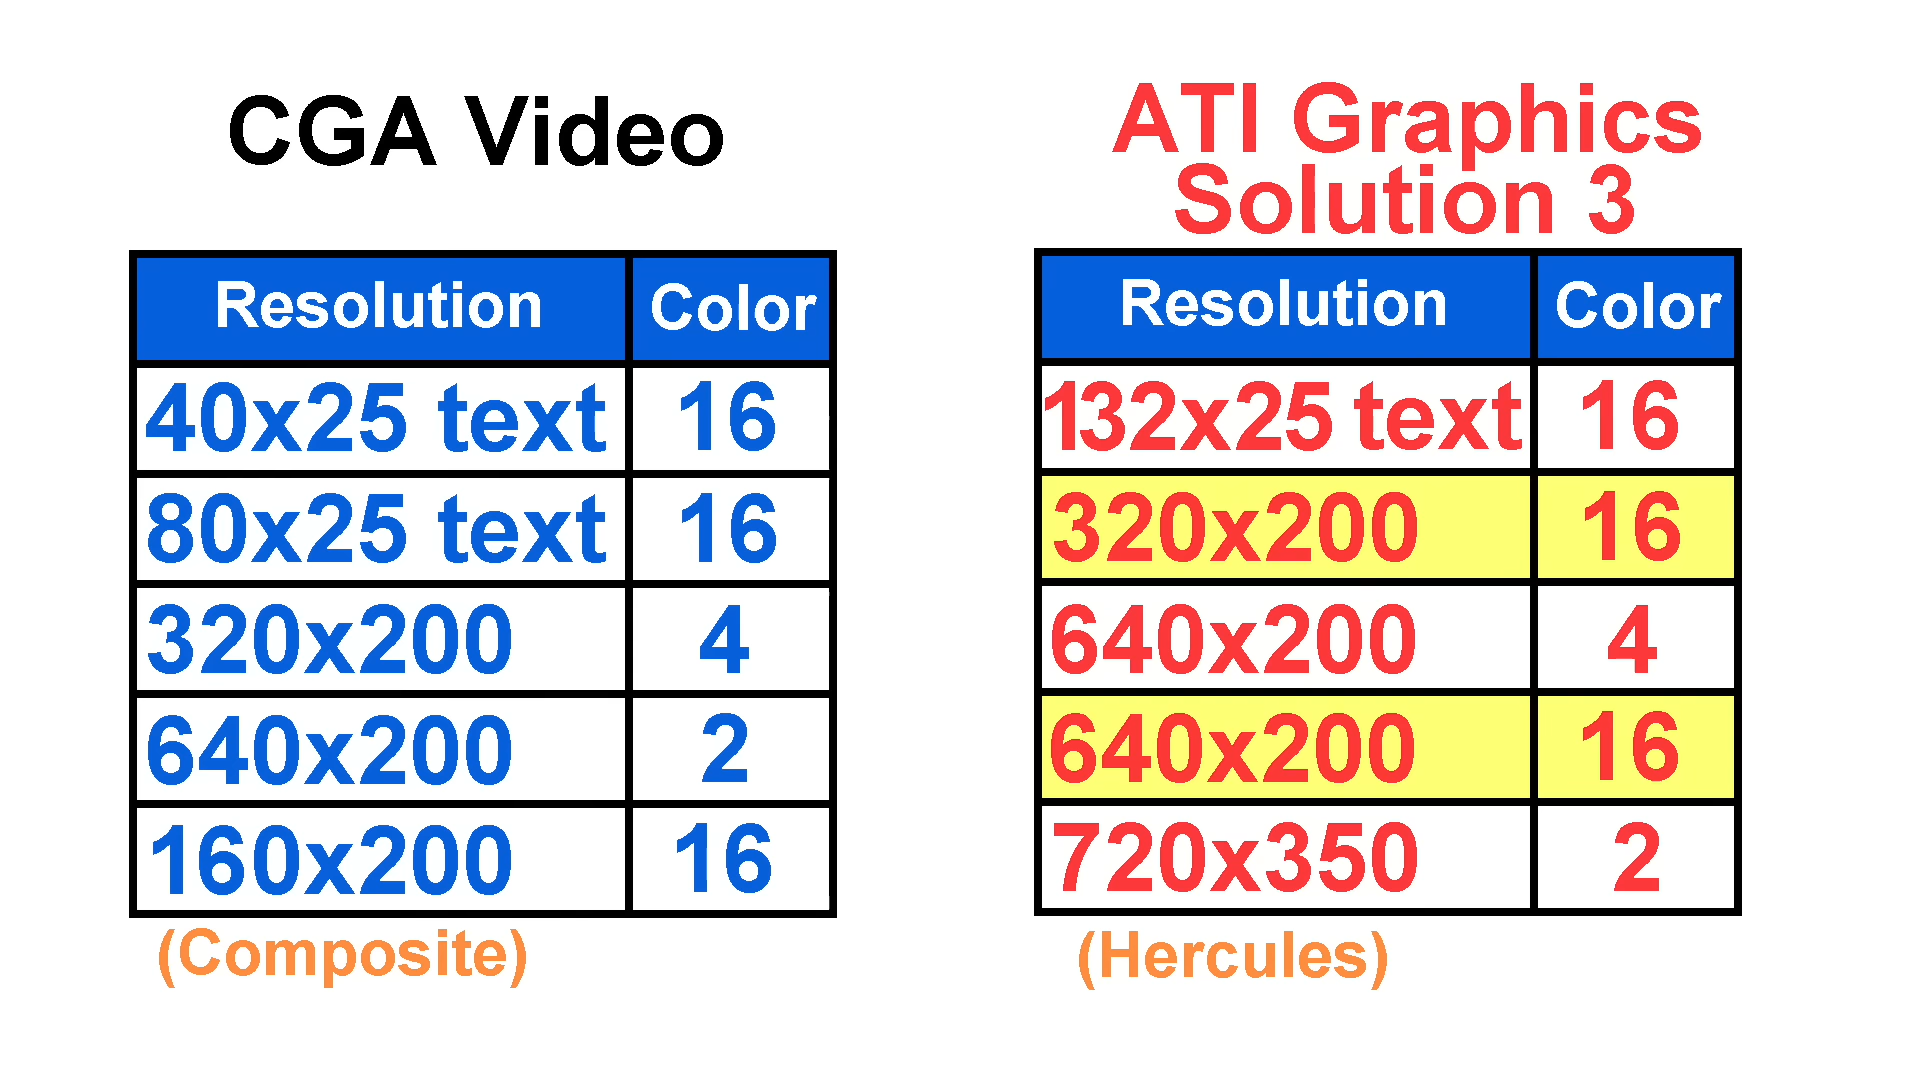 CGA Video
Resolution Color
40x25 text 16
80x25 text 16
320x200 4
640x200 2
160x200 16
(Composite)
ATI Graphics
Solution 3
Resolution Color
132x25 text 16
320x200 16
640x200 4
640x200 16
720x350 2
(Hercules)